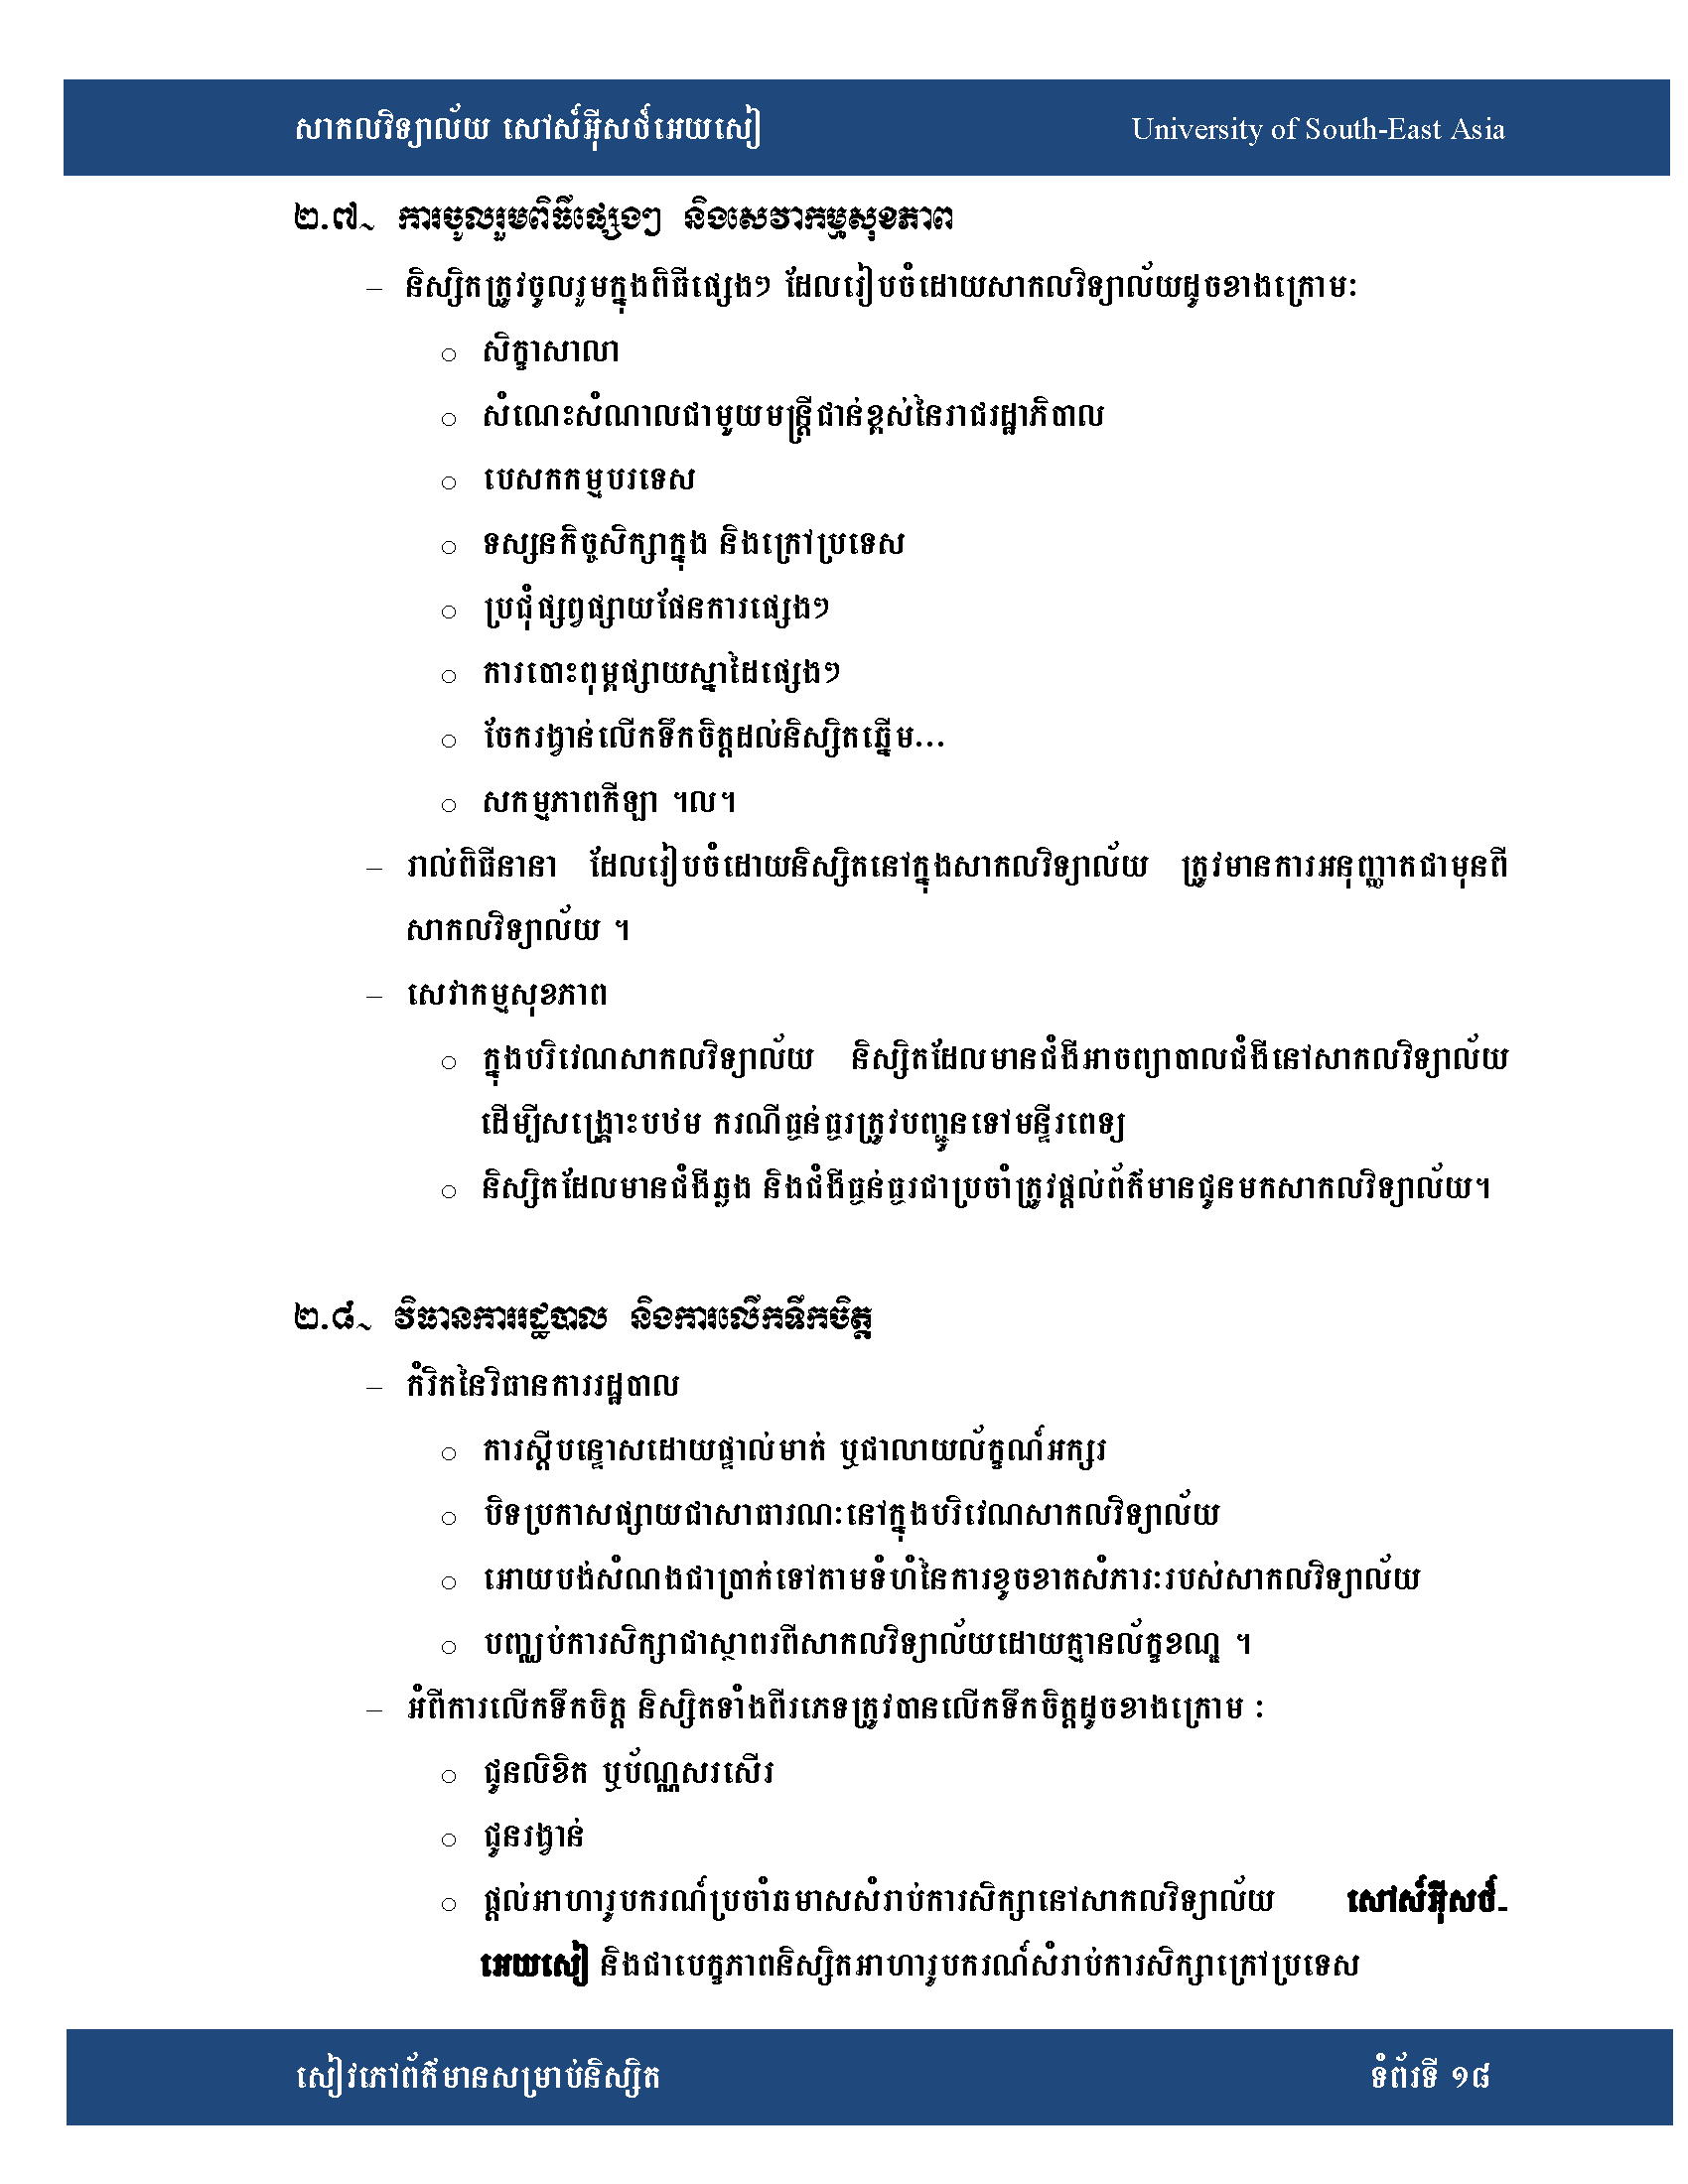 សាកលវិទ្យាល័យ សៅស៍អ៊ីសថ៍អេយសៀ University of South-East Asia
២.៧~ ការចូលរួមពិធីផ្សេងៗ និងសេវាកម្មសុខភាព
– និស្សិតត្រូវចូលរួមក្នុងពិធីផ្សេងៗ ដែលរៀបចំដោយសាកលវិទ្យាល័យដូចខាងក្រោម:
○ សិក្ខាសាលា
○ សំណេះសំណាលជាមួយមន្ត្រីជាន់ខ្ពស់នៃរាជរដ្ឋាភិបាល
○ បេសកកម្មបរទេស
○ ទស្សនកិច្ចសិក្សាក្នុង និងក្រៅប្រទេស
○ ប្រជុំផ្សព្វផ្សាយផែនការផ្សេងៗ
○ ការបោះពុម្ពផ្សាយស្នាដៃផ្សេងៗ
○ ចែករង្វាន់លើកទឹកចិត្តដល់និស្សិតឆ្នើម...
○ សកម្មភាពកីឡា ។ល។
– រាល់ពិធីនានា ដែលរៀបចំដោយនិស្សិតនៅក្នុងសាកលវិទ្យាល័យ ត្រូវមានការអនុញ្ញាតជាមុនពី
សាកលវិទ្យាល័យ ។
– សេវាកម្មសុខភាព
○ ក្នុងបរិវេណសាកលវិទ្យាល័យ និស្សិតដែលមានជំងឺអាចព្យាបាលជំងឺនៅសាកលវិទ្យាល័យ
ដើម្បីសង្គ្រោះបឋម ករណីធ្ងន់ធ្ងរត្រូវបញ្ជូនទៅមន្ទីរពេទ្យ
○ និស្សិតដែលមានជំងឺឆ្លង និងជំងឺធ្ងន់ធ្ងរជាប្រចាំត្រូវផ្តល់ព័ត៌មានជូនមកសាកលវិទ្យាល័យ។
២.៨~ វិធានការរដ្ឋបាល និងការលើកទឹកចិត្ត
– កំរិតនៃវិធានការរដ្ឋបាល
○ ការស្តីបន្ទោសដោយផ្ទាល់មាត់ ឬជាលាយល័ក្ខណ៍អក្សរ
○ បិទប្រកាសផ្សាយជាសាធារណៈនៅក្នុងបរិវេណសាកលវិទ្យាល័យ
○ អោយបង់សំណងជាប្រាក់ទៅតាមទំហំនៃការខូចខាតសំភារៈរបស់សាកលវិទ្យាល័យ
○ បញ្ឈប់ការសិក្សាជាស្ថាពរពីសាកលវិទ្យាល័យដោយគ្មានល័ក្ខខណ្ឌ ។
– អំពីការលើកទឹកចិត្ត និស្សិតទាំងពីរភេទត្រូវបានលើកទឹកចិត្តដូចខាងក្រោម :
○ ជូនលិខិត ឬប័ណ្ណសរសើរ
○ ជូនរង្វាន់
○ ផ្តល់អាហារូបករណ៍ប្រចាំឆមាសសំរាប់ការសិក្សានៅសាកលវិទ្យាល័យ សៅស៍អ៊ីសថ៍-
អេយសៀ និងជាបេក្ខភាពនិស្សិតអាហារូបករណ៍សំរាប់ការសិក្សាក្រៅប្រទេស
សៀវភៅព័ត៌មានសម្រាប់និស្សិត ទំព័រទី ១៨